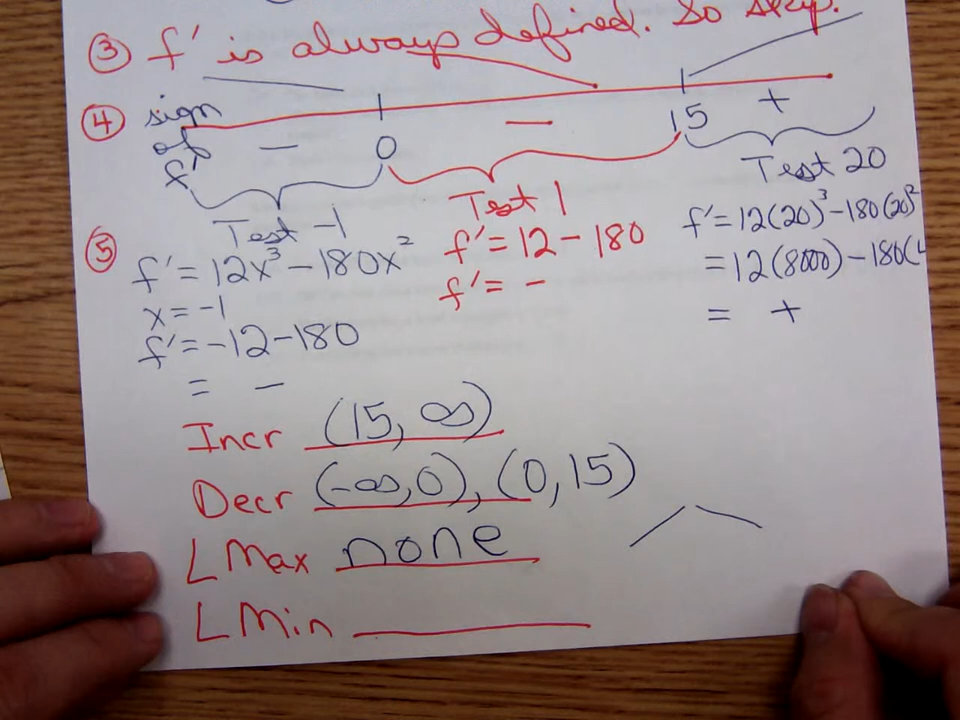 ③ f' is always defined. So skip.
④ sign of f' − 0 − 15 +
Test −1
Test 1
Test 20
⑤ f' = 12x³ − 180x²
x = −1
f' = −12 − 180
= −
f' = 12 − 180
f' = −
f' = 12(20)³ − 180(20)²
= 12(8000) − 180(4
= +
Incr (15, ∞)
Decr (−∞, 0), (0, 15)
LMax none
LMin